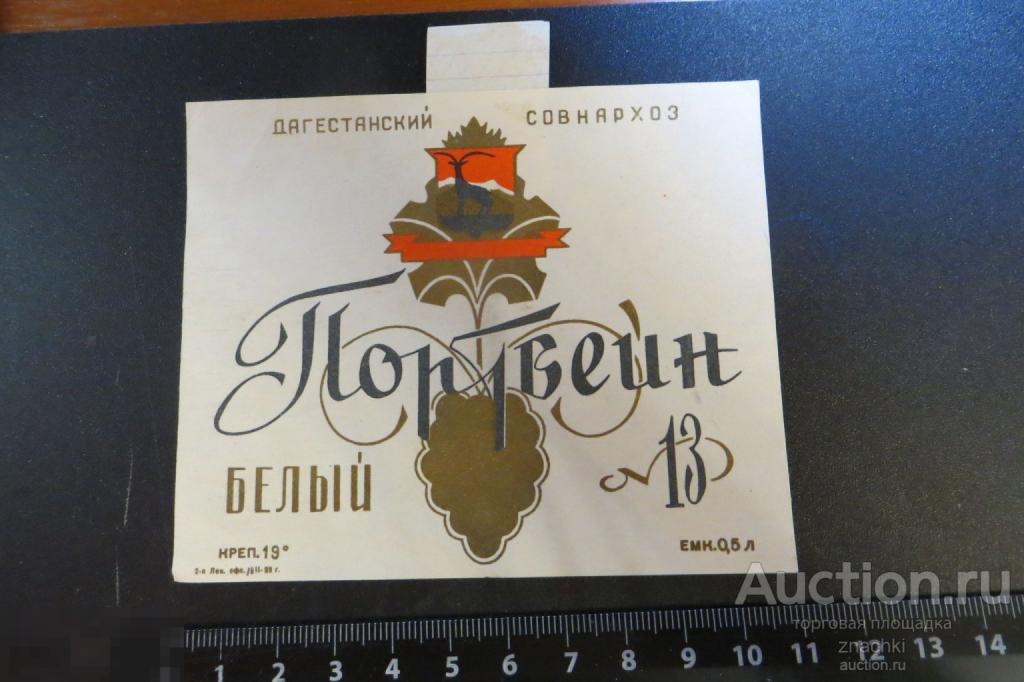 ДАГЕСТАНСКИЙ СОВНАРХОЗ
Портвейн
БЕЛЫЙ
№13
КРЕП.19° ЕМК.0,5 л
Auction.ru
торговая площадка
znachki
auction.ru
1 2 3 4 5 6 7 8 9 10 11 12 13 14